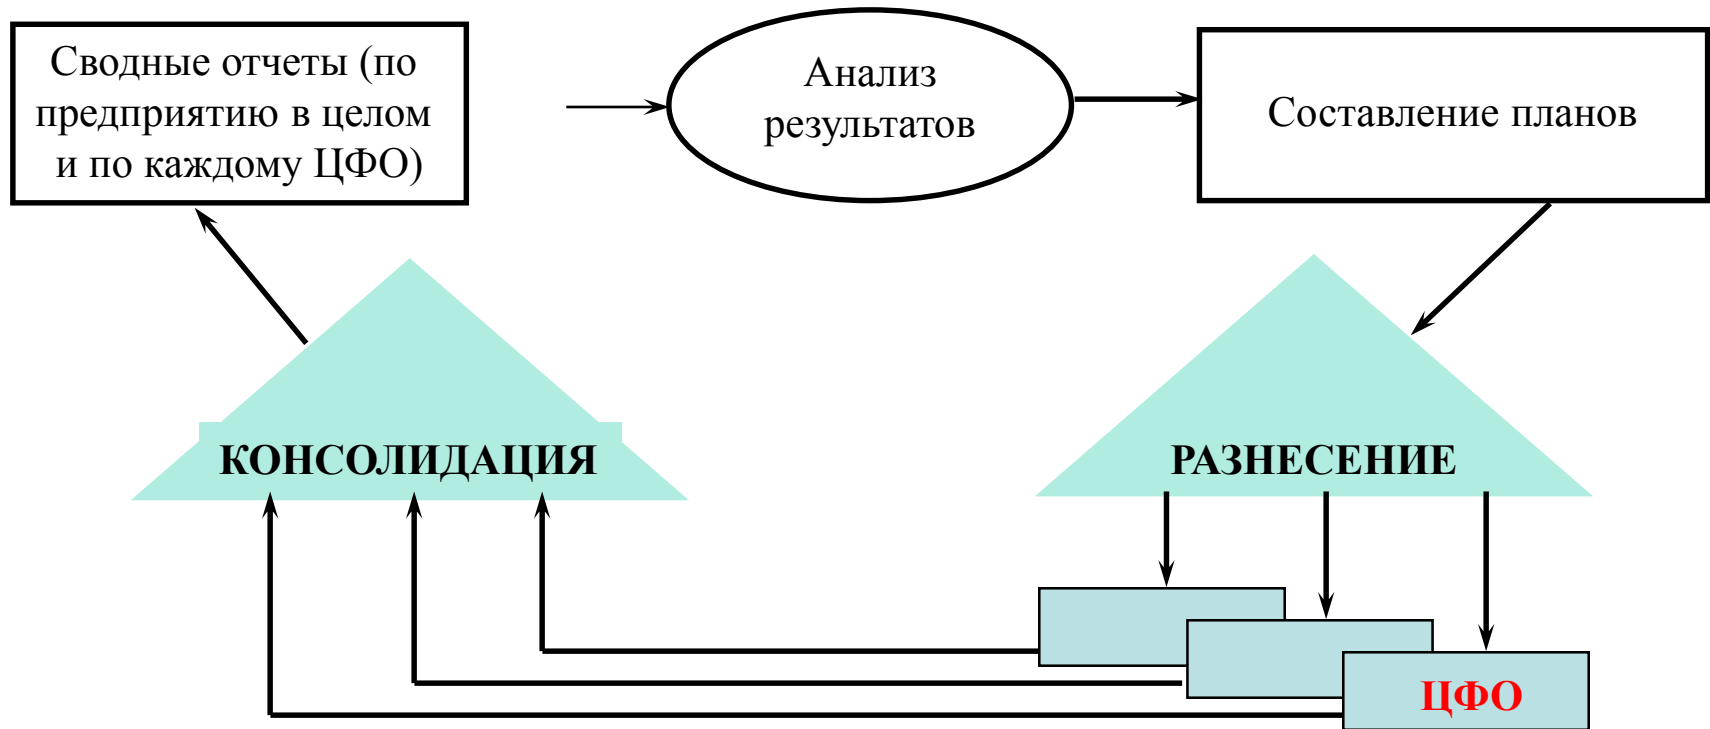 Сводные отчеты (по
предприятию в целом
и по каждому ЦФО)
Анализ
результатов
Составление планов
КОНСОЛИДАЦИЯ
РАЗНЕСЕНИЕ
ЦФО